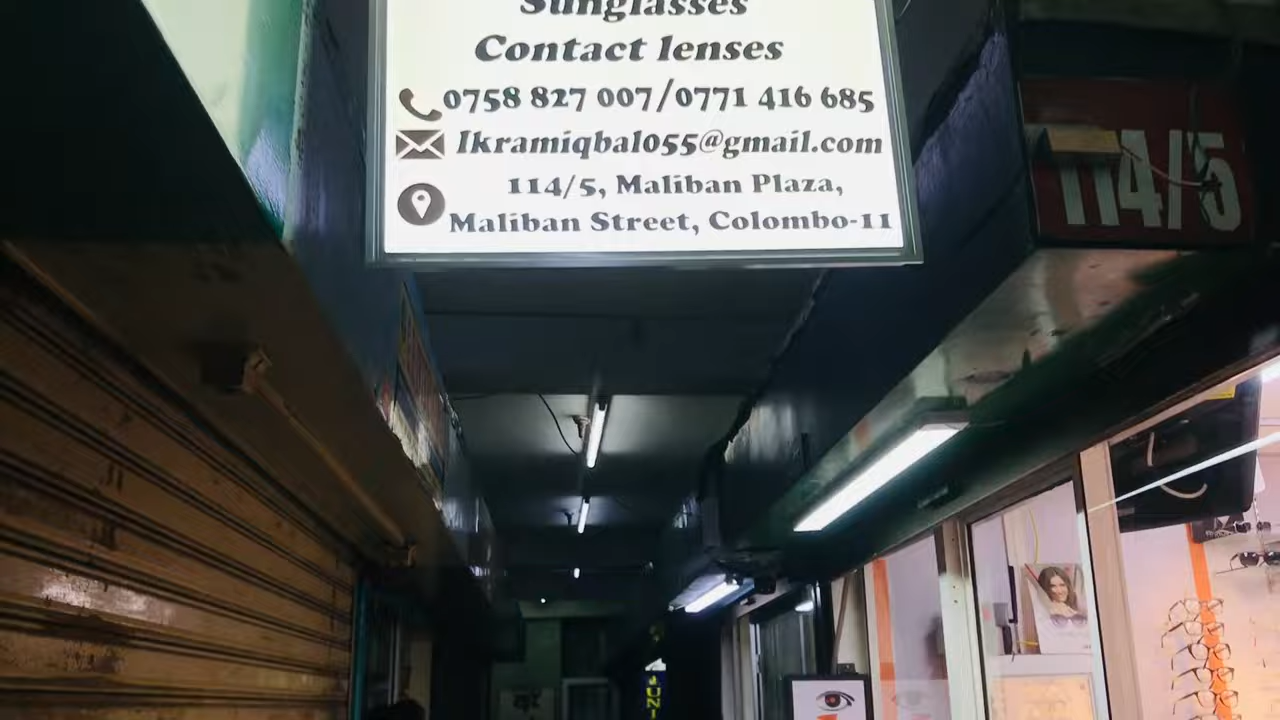 Sunglasses
Contact lenses
0758 827 007/0771 416 685
Ikramiqbal055@gmail.com
114/5, Maliban Plaza,
Maliban Street, Colombo-11
114/5
UNI